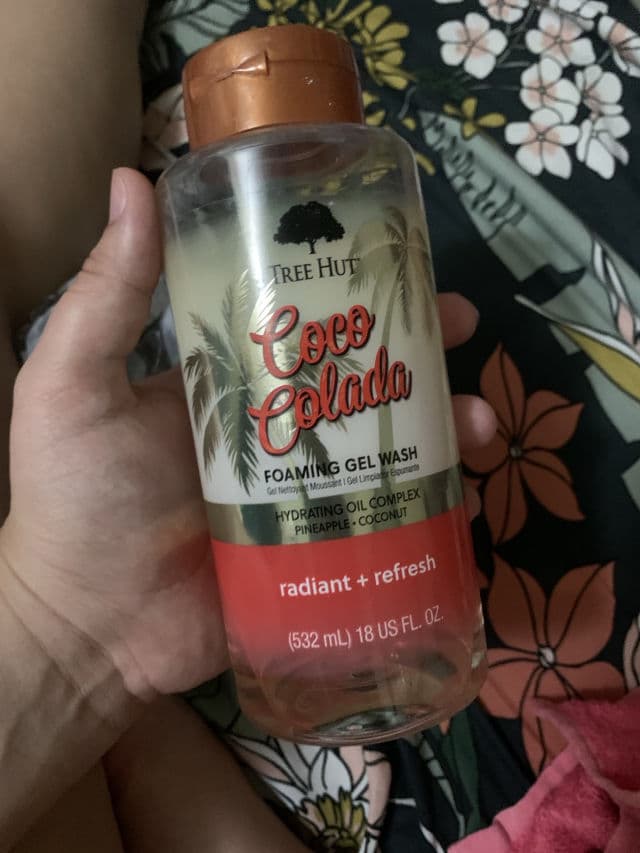 TREE HUT
Coco
Colada
FOAMING GEL WASH
Gel Nettoyant Moussant | Gel Limpiador Espumante
HYDRATING OIL COMPLEX
PINEAPPLE • COCONUT
radiant + refresh
(532 mL) 18 US FL. OZ.